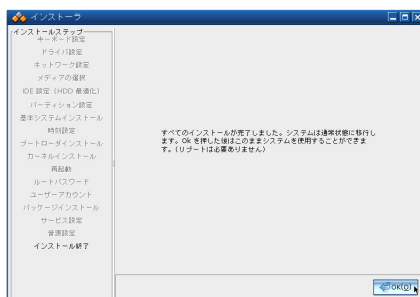 インストーラ
インストールステップ
キーボード設定
ドライバ設定
ネットワーク設定
メディアの選択
IDE 設定（HDD 最適化）
パーティション設定
基本システムインストール
時刻設定
ブートローダインストール
カーネルインストール
再起動
ルートパスワード
ユーザーアカウント
パッケージインストール
サービス設定
音源設定
インストール終了
すべてのインストールが完了しました。システムは通常状態に移行し
ます。Ok を押した後はこのままシステムを使用することができま
す。（リブートは必要ありません）
OK(O)